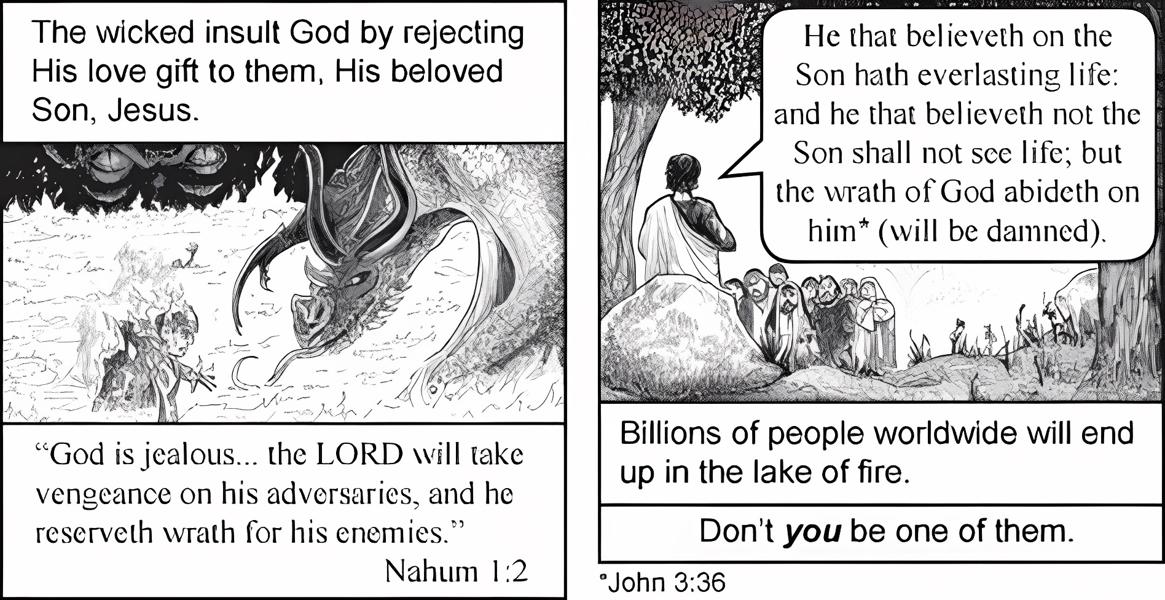 The wicked insult God by rejecting
His love gift to them, His beloved
Son, Jesus.
“God is jealous... the LORD will take
vengeance on his adversaries, and he
reserveth wrath for his enemies.”
Nahum 1:2
He that believeth on the
Son hath everlasting life:
and he that believeth not the
Son shall not see life; but
the wrath of God abideth on
him* (will be damned).
Billions of people worldwide will end
up in the lake of fire.
Don’t you be one of them.
*John 3:36